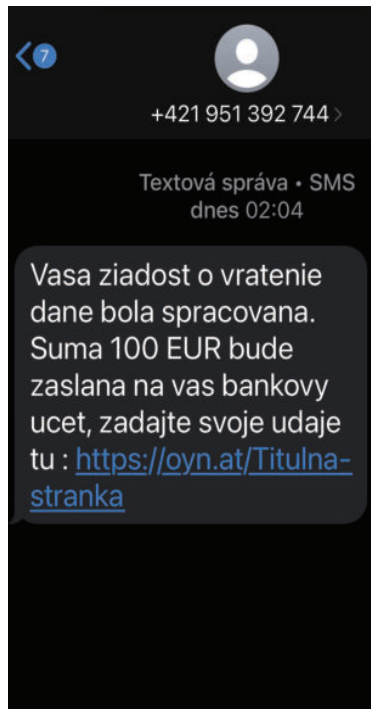 7
+421 951 392 744 >
Textová správa • SMS
dnes 02:04
Vasa ziadost o vratenie
dane bola spracovana.
Suma 100 EUR bude
zaslana na vas bankovy
ucet, zadajte svoje udaje
tu : https://oyn.at/Titulna-
stranka